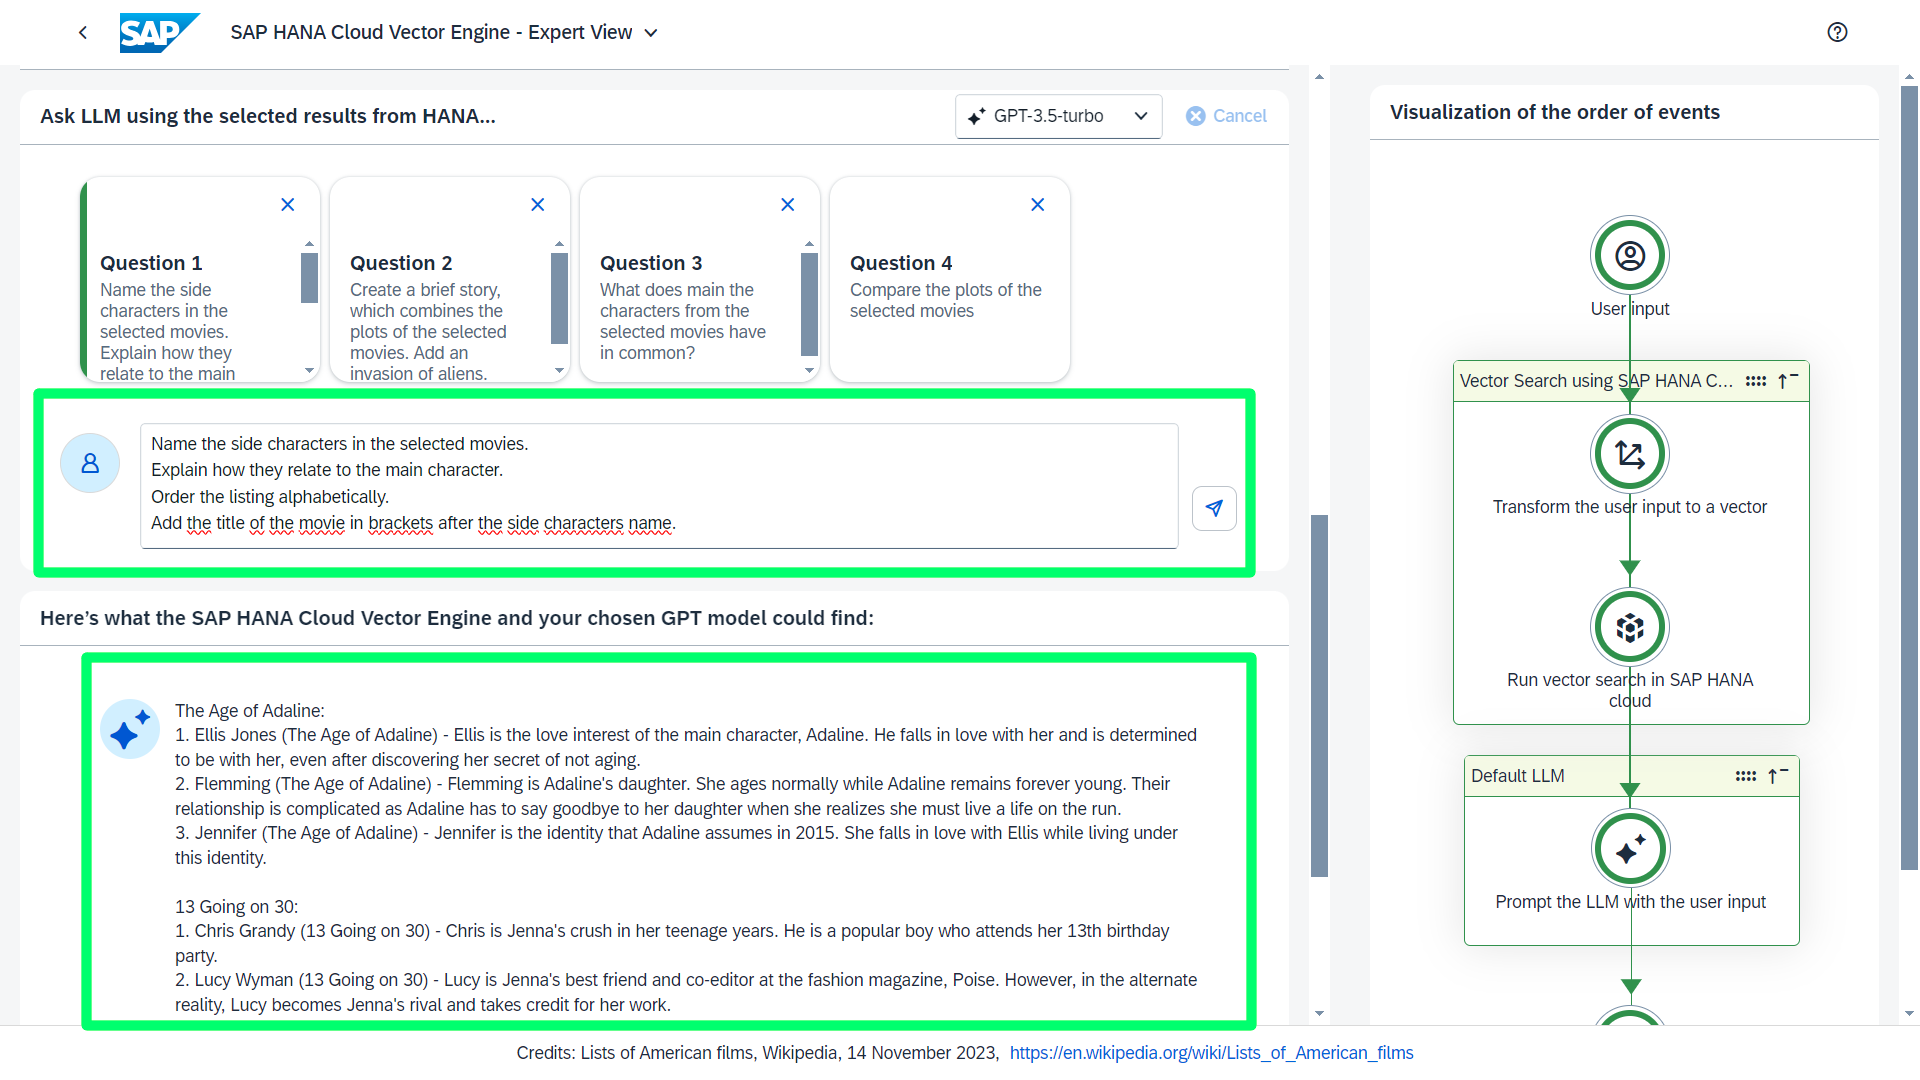 SAP
SAP HANA Cloud Vector Engine - Expert View
Ask LLM using the selected results from HANA...
GPT-3.5-turbo
Cancel
Question 1
Name the side
characters in the
selected movies.
Explain how they
relate to the main
Question 2
Create a brief story,
which combines the
plots of the selected
movies. Add an
invasion of aliens.
Question 3
What does main the
characters from the
selected movies have
in common?
Question 4
Compare the plots of the
selected movies
Name the side characters in the selected movies.
Explain how they relate to the main character.
Order the listing alphabetically.
Add the title of the movie in brackets after the side characters name.
Here's what the SAP HANA Cloud Vector Engine and your chosen GPT model could find:
The Age of Adaline:
1. Ellis Jones (The Age of Adaline) - Ellis is the love interest of the main character, Adaline. He falls in love with her and is determined
to be with her, even after discovering her secret of not aging.
2. Flemming (The Age of Adaline) - Flemming is Adaline's daughter. She ages normally while Adaline remains forever young. Their
relationship is complicated as Adaline has to say goodbye to her daughter when she realizes she must live a life on the run.
3. Jennifer (The Age of Adaline) - Jennifer is the identity that Adaline assumes in 2015. She falls in love with Ellis while living under
this identity.
13 Going on 30:
1. Chris Grandy (13 Going on 30) - Chris is Jenna's crush in her teenage years. He is a popular boy who attends her 13th birthday
party.
2. Lucy Wyman (13 Going on 30) - Lucy is Jenna's best friend and co-editor at the fashion magazine, Poise. However, in the alternate
reality, Lucy becomes Jenna's rival and takes credit for her work.
Visualization of the order of events
User input
Vector Search using SAP HANA C...
Transform the user input to a vector
Run vector search in SAP HANA
cloud
Default LLM
Prompt the LLM with the user input
Credits: Lists of American films, Wikipedia, 14 November 2023, https://en.wikipedia.org/wiki/Lists_of_American_films